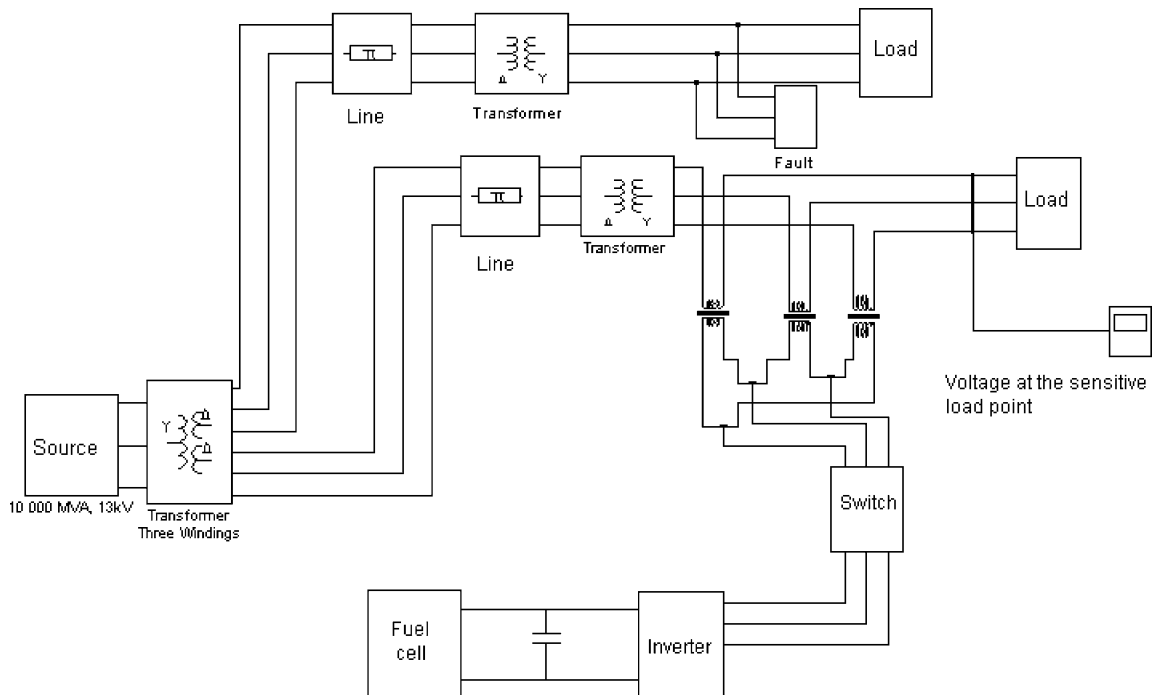 π
Δ
Y
Load
Line
Transformer
Fault
π
Δ
Y
Load
Line
Transformer
Voltage at the sensitive
load point
Source
Y
Δ
Δ
10 000 MVA, 13kV
Transformer
Three Windings
Switch
Fuel
cell
Inverter